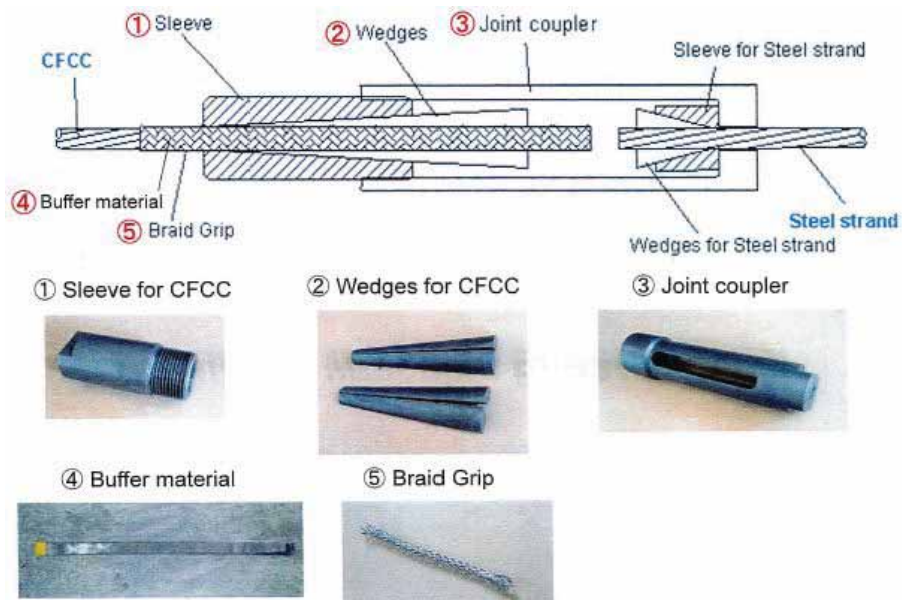 ① Sleeve
② Wedges
③ Joint coupler
Sleeve for Steel strand
CFCC
④ Buffer material
⑤ Braid Grip
Steel strand
Wedges for Steel strand
① Sleeve for CFCC
② Wedges for CFCC
③ Joint coupler
④ Buffer material
⑤ Braid Grip